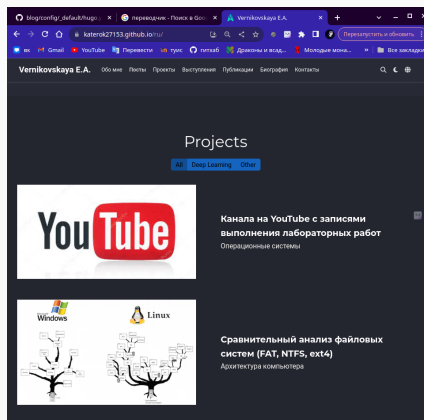 blog/config/_default/hugo
переводчик - Поиск в Goo
Vernikovskaya E.A.
katerok27153.github.io/ru/
Перезапустить и обновить
вк
Gmail
YouTube
Перевести
туис
гитхаб
Драконы и всад...
Молодые мона...
Все закладки
Vernikovskaya E.A.
Обо мне
Посты
Проекты
Выступления
Публикации
Биография
Контакты
Projects
All
Deep Learning
Other
YouTube
Канала на YouTube с записями
выполнения лабораторных работ
Операционные системы
Windows
Linux
Сравнительный анализ файловых
систем (FAT, NTFS, ext4)
Архитектура компьютера